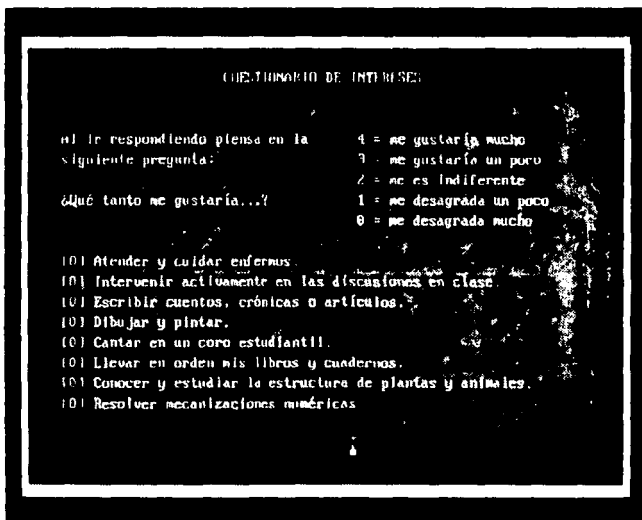 CUESTIONARIO DE INTERESES
Al ir respondiendo piensa en la
siguiente pregunta:
¿Qué tanto me gustaría...?
4 = me gustaría mucho
3 = me gustaría un poco
2 = me es indiferente
1 = me desagrada un poco
0 = me desagrada mucho
[0] Atender y cuidar enfermos.
[0] Intervenir activamente en las discusiones en clase.
[0] Escribir cuentos, crónicas o artículos.
[0] Dibujar y pintar.
[0] Cantar en un coro estudiantil.
[0] Llevar en orden mis libros y cuadernos.
[0] Conocer y estudiar la estructura de plantas y animales.
[0] Resolver mecanizaciones numéricas